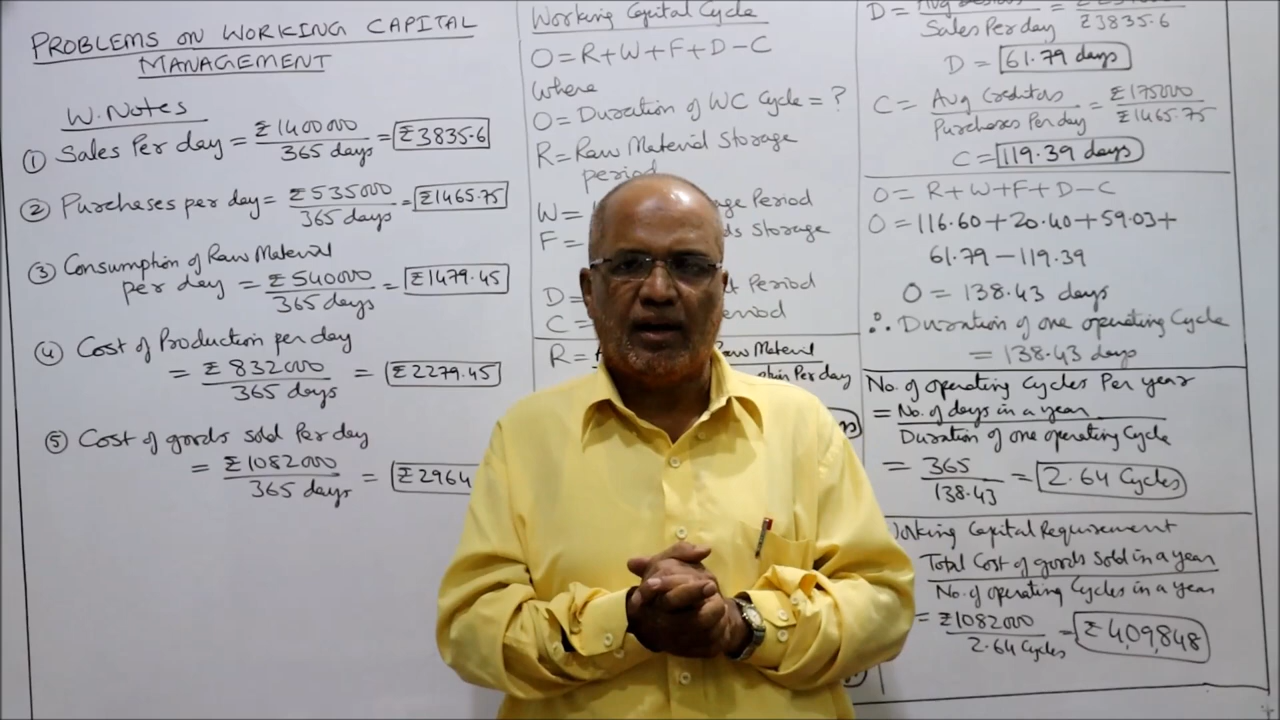 PROBLEMS ON WORKING CAPITAL
MANAGEMENT
W. Notes
① Sales Per day = ₹1400000 / 365 days = ₹3835.6
② Purchases per day = ₹535000 / 365 days = ₹1465.75
③ Consumption of Raw Material
per day = ₹540000 / 365 days = ₹1479.45
④ Cost of Production per day
= ₹832000 / 365 days = ₹2279.45
⑤ Cost of goods sold Per day
= ₹1082000 / 365 days = ₹2964
Working Capital Cycle
O = R + W + F + D - C
Where
O = Duration of WC Cycle = ?
R = Raw Material Storage
period
W = Period
F = Storage
D = Period
C =
R = Raw Material
Per day
D = / Sales Per day = / ₹3835.6
D = 61.79 days
C = Avg Creditors / Purchases Per day = ₹175000 / ₹1465.75
C = 119.39 days
O = R + W + F + D - C
O = 116.60 + 20.40 + 59.03 +
61.79 - 119.39
O = 138.43 days
∴ Duration of one operating Cycle
= 138.43 days
No. of operating Cycles Per year
= No. of days in a year / Duration of one operating Cycle
= 365 / 138.43 = 2.64 Cycles
Working Capital Requirement
Total Cost of goods Sold in a year
No. of operating Cycles in a year
= ₹1082000 / 2.64 Cycles = ₹4,09,848